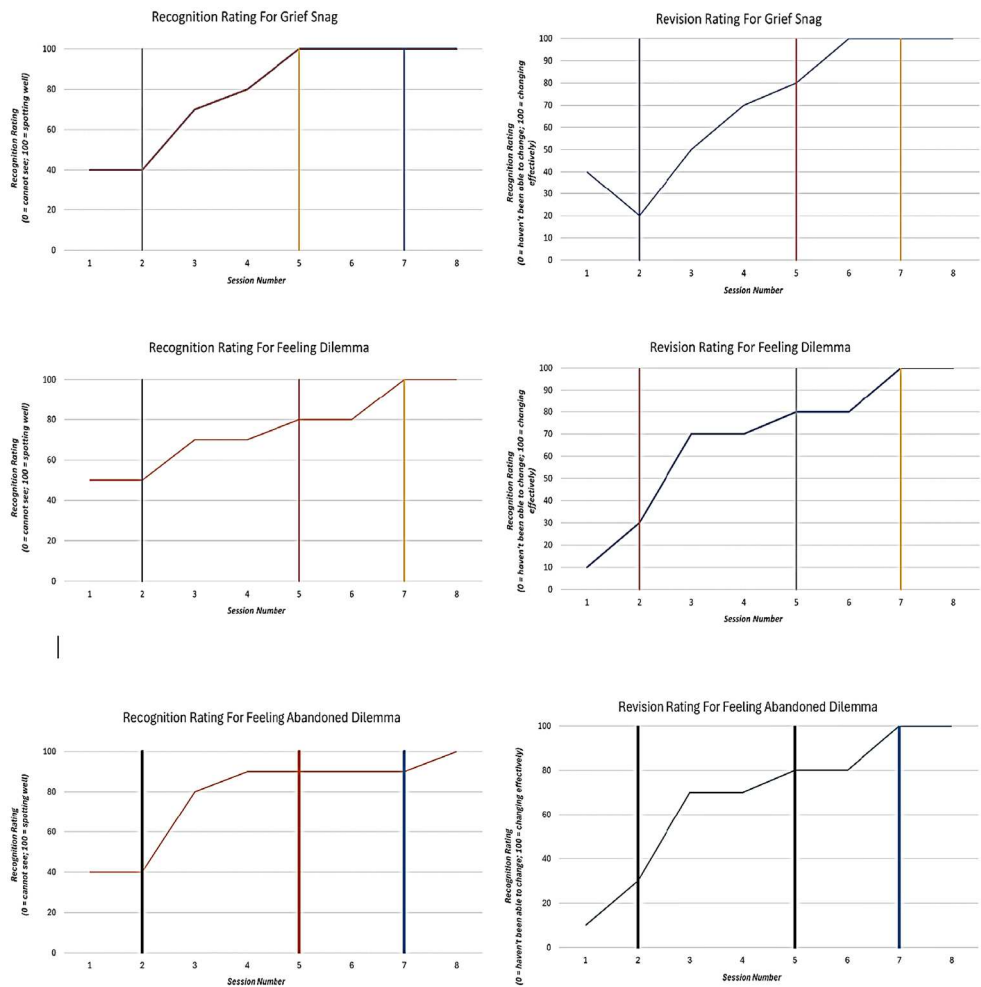 Recognition Rating For Grief Snag
Recognition Rating
(0 = cannot see; 100 = spotting well)
100
80
60
40
20
0
1 2 3 4 5 6 7 8
Session Number
Revision Rating For Grief Snag
Recognition Rating
(0 = haven't been able to change; 100 = changing
effectively)
100
90
80
70
60
50
40
30
20
10
0
1 2 3 4 5 6 7 8
Session Number
Recognition Rating For Feeling Dilemma
Recognition Rating
(0 = cannot see; 100 = spotting well)
100
80
60
40
20
0
1 2 3 4 5 6 7 8
Session Number
Revision Rating For Feeling Dilemma
Recognition Rating
(0 = haven't been able to change; 100 = changing
effectively)
100
90
80
70
60
50
40
30
20
10
0
1 2 3 4 5 6 7 8
Session Number
Recognition Rating For Feeling Abandoned Dilemma
Recognition Rating
(0 = cannot see; 100 = spotting well)
100
80
60
40
20
0
1 2 3 4 5 6 7 8
Session Number
Revision Rating For Feeling Abandoned Dilemma
Recognition Rating
(0 = haven't been able to change; 100 = changing effectively)
100
80
60
40
20
0
1 2 3 4 5 6 7 8
Session Number